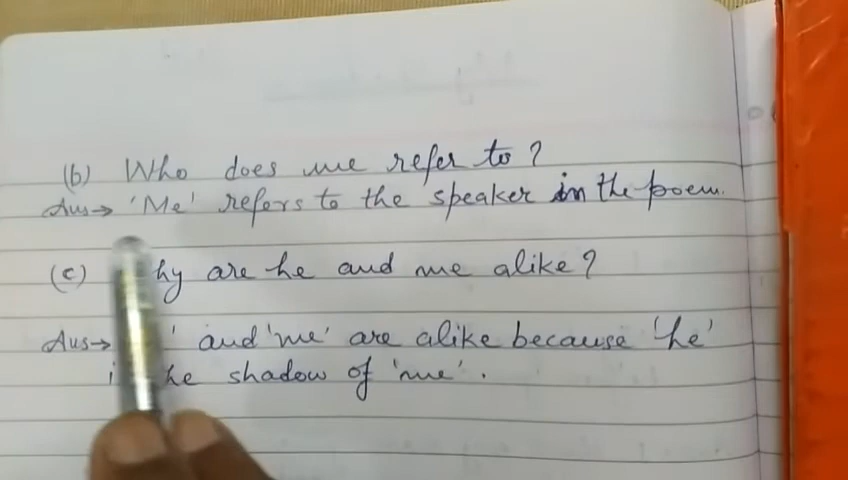 (b) Who does me refer to?
Ans→ 'Me' refers to the speaker in the poem.
(c) hy are he and me alike?
Ans→ ' and 'me' are alike because 'he'
i he shadow of 'me'.